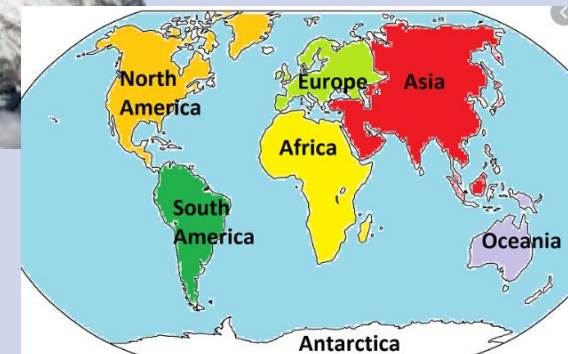 North
America
Europe
Asia
Africa
South
America
Oceania
Antarctica